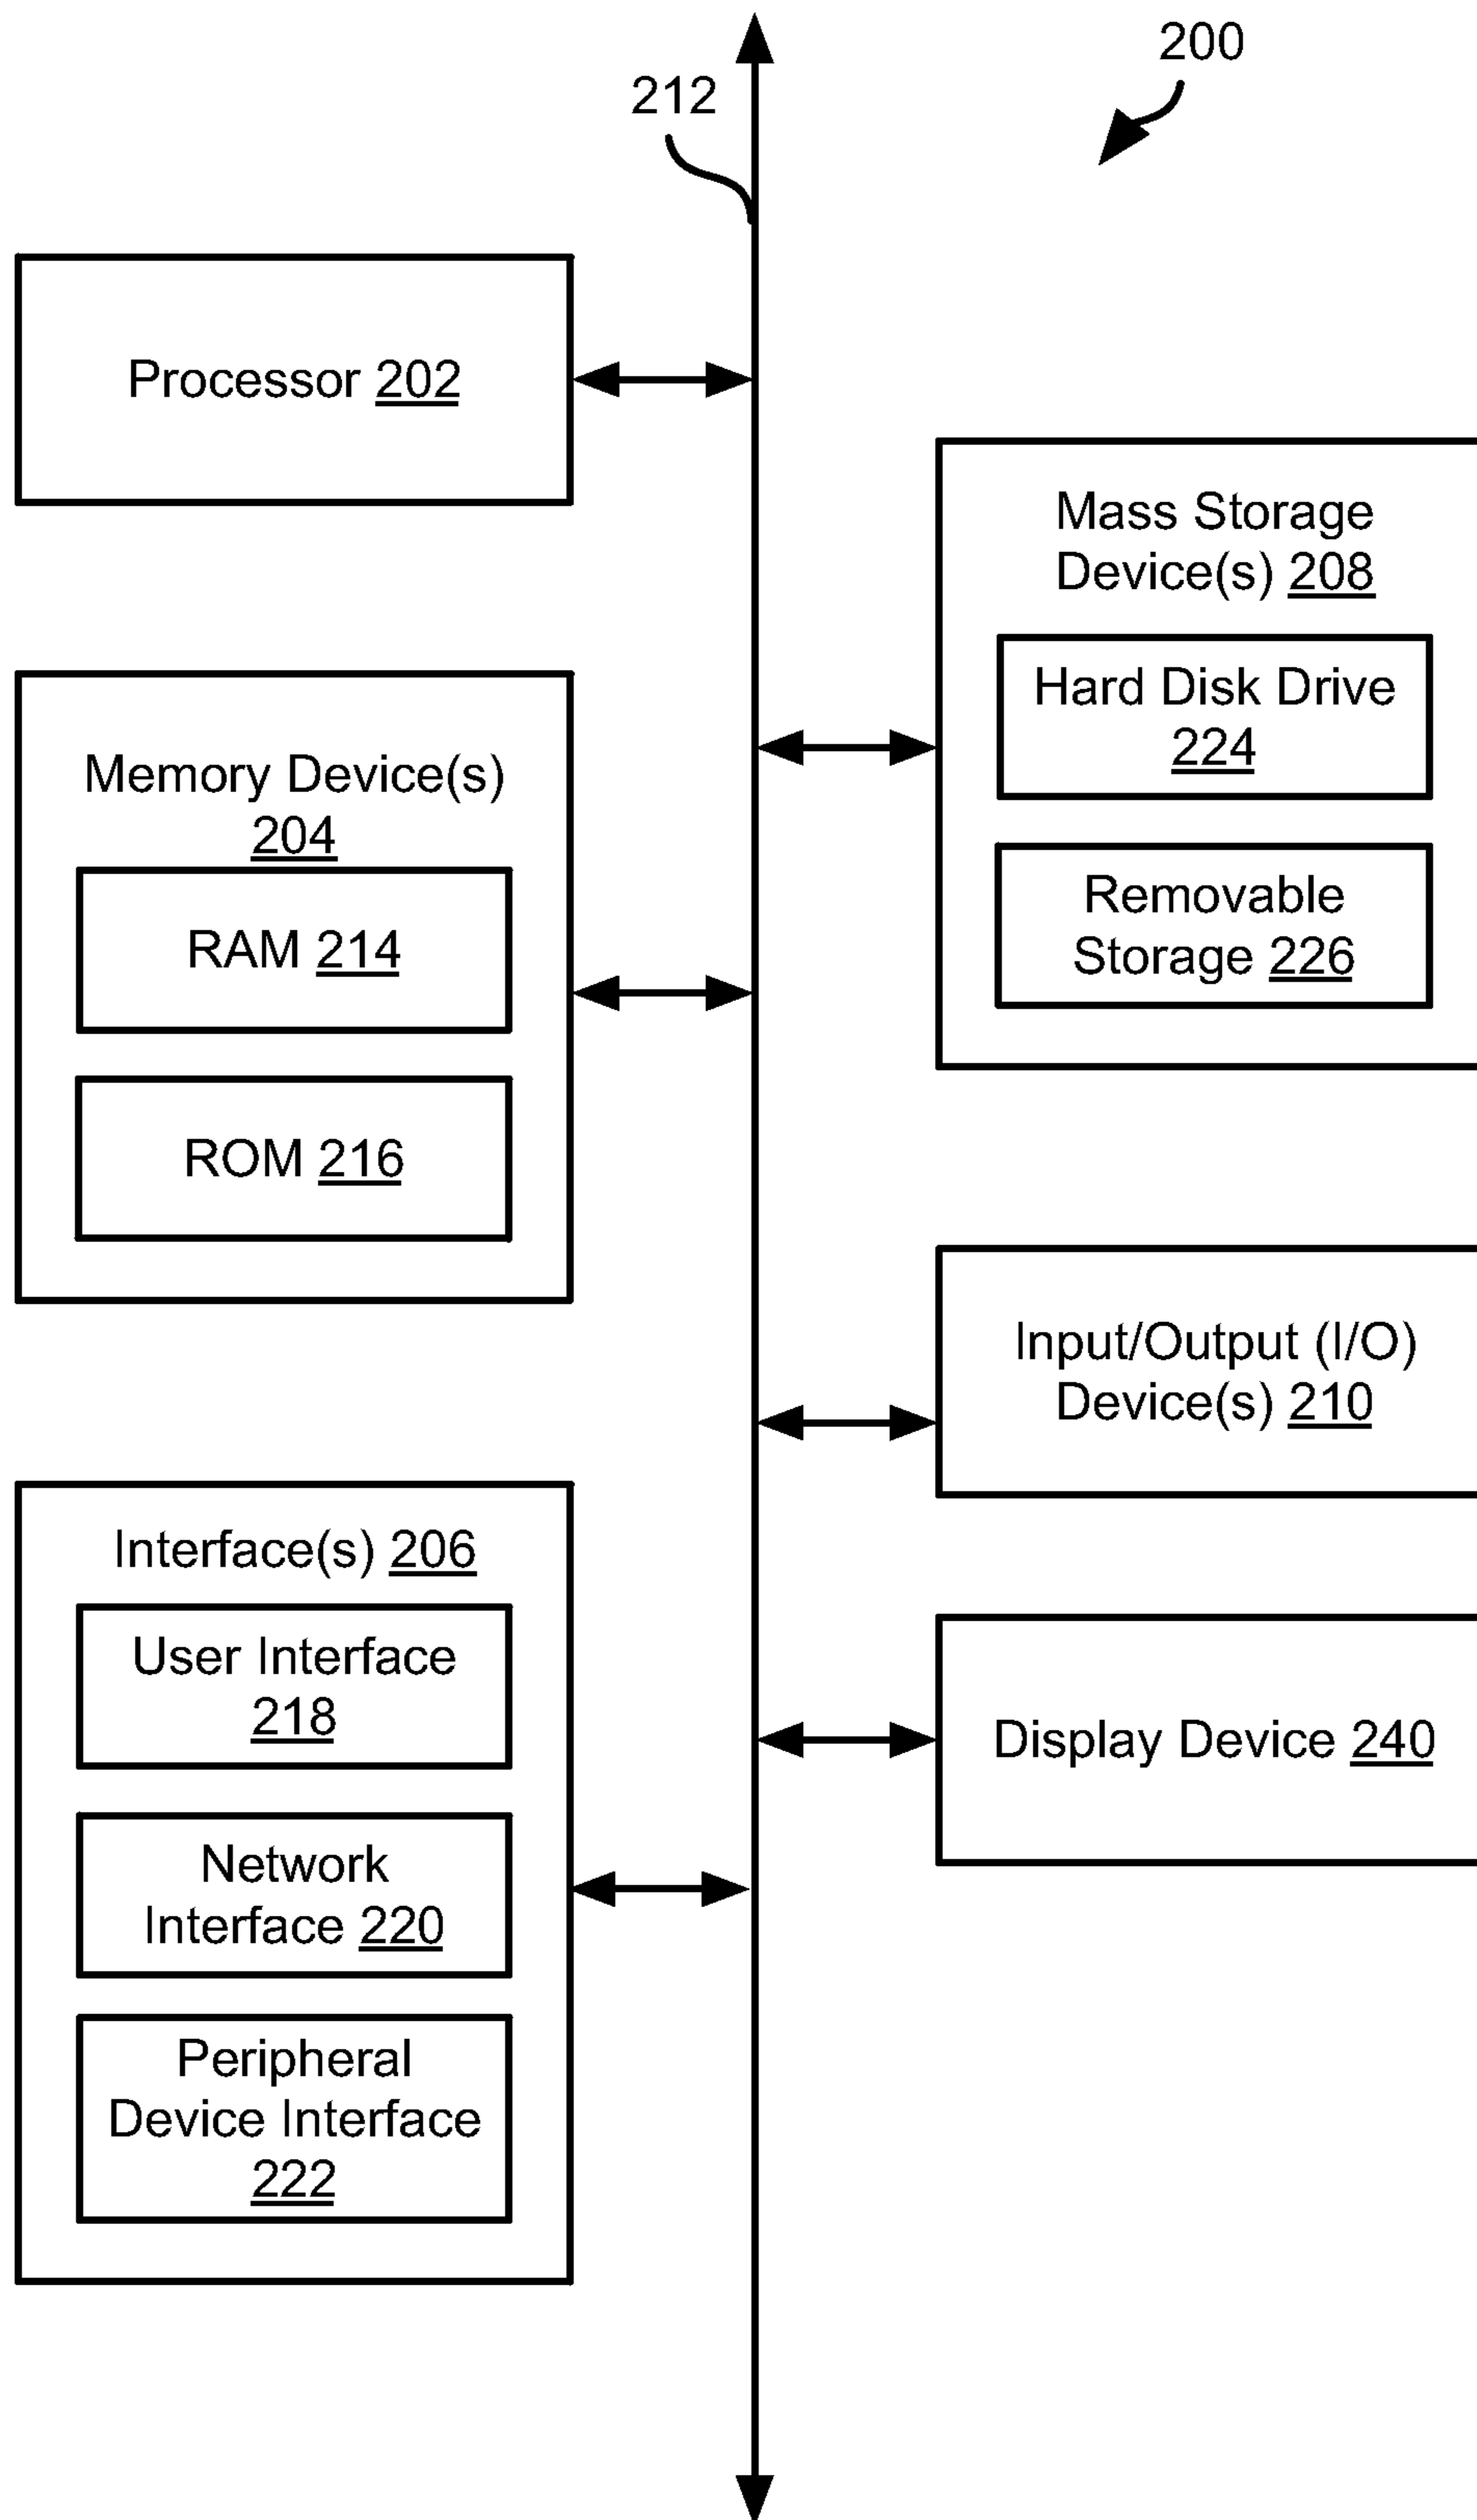 200
212
Processor 202
Mass Storage
Device(s) 208
Hard Disk Drive
224
Removable
Storage 226
Memory Device(s)
204
RAM 214
ROM 216
Input/Output (I/O)
Device(s) 210
Interface(s) 206
User Interface
218
Network
Interface 220
Peripheral
Device Interface
222
Display Device 240